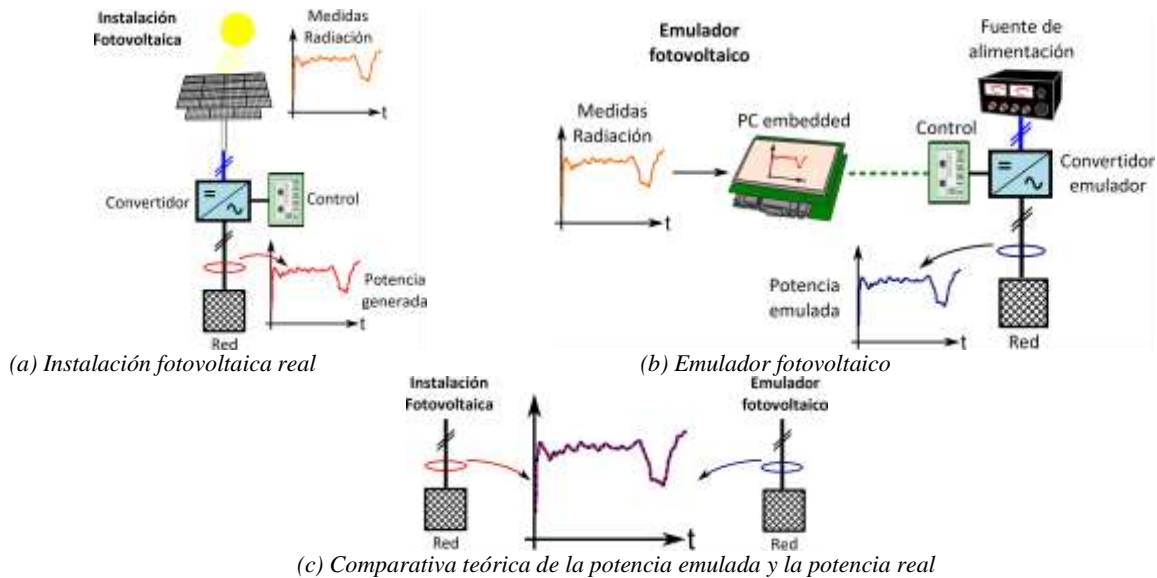 Instalación
Fotovoltaica
Medidas
Radiación
t
Convertidor
Control
Potencia
generada
t
Red
(a) Instalación fotovoltaica real
Emulador
fotovoltaico
Fuente de
alimentación
Medidas
Radiación
t
PC embedded
Control
Convertidor
emulador
Potencia
emulada
t
Red
(b) Emulador fotovoltaico
Instalación
Fotovoltaica
Red
t
Emulador
fotovoltaico
Red
(c) Comparativa teórica de la potencia emulada y la potencia real